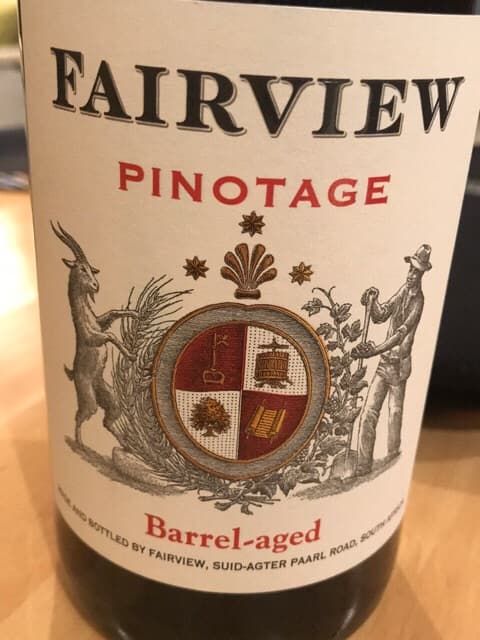 FAIRVIEW
PINOTAGE
Barrel-aged
AND BOTTLED BY FAIRVIEW, SUID-AGTER PAARL ROAD, SOUTH AFRICA.